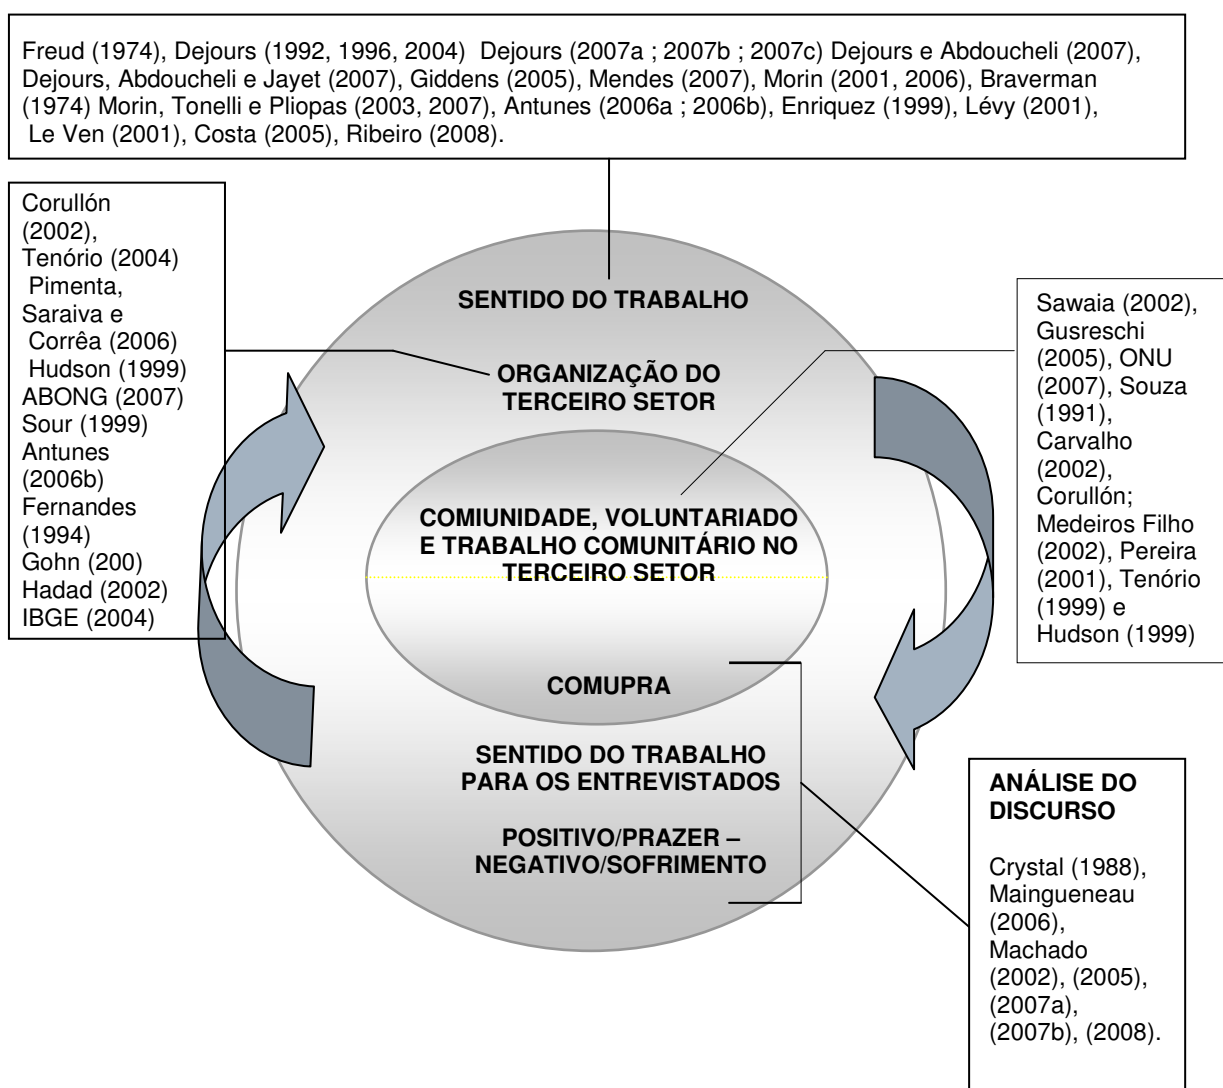 Freud (1974), Dejours (1992, 1996, 2004)  Dejours (2007a ; 2007b ; 2007c) Dejours e Abdoucheli (2007),
Dejours, Abdoucheli e Jayet (2007), Giddens (2005), Mendes (2007), Morin (2001, 2006), Braverman
(1974) Morin, Tonelli e Pliopas (2003, 2007), Antunes (2006a ; 2006b), Enriquez (1999), Lévy (2001),
Le Ven (2001), Costa (2005), Ribeiro (2008).
Corullón
(2002),
Tenório (2004)
Pimenta,
Saraiva e
Corrêa (2006)
Hudson (1999)
ABONG (2007)
Sour (1999)
Antunes
(2006b)
Fernandes
(1994)
Gohn (200)
Hadad (2002)
IBGE (2004)
SENTIDO DO TRABALHO
ORGANIZAÇÃO DO
TERCEIRO SETOR
COMIUNIDADE, VOLUNTARIADO
E TRABALHO COMUNITÁRIO NO
TERCEIRO SETOR
COMUPRA
SENTIDO DO TRABALHO
PARA OS ENTREVISTADOS
POSITIVO/PRAZER –
NEGATIVO/SOFRIMENTO
Sawaia (2002),
Gusreschi
(2005), ONU
(2007), Souza
(1991),
Carvalho
(2002),
Corullón;
Medeiros Filho
(2002), Pereira
(2001), Tenório
(1999) e
Hudson (1999)
ANÁLISE DO
DISCURSO
Crystal (1988),
Maingueneau
(2006),
Machado
(2002), (2005),
(2007a),
(2007b), (2008).